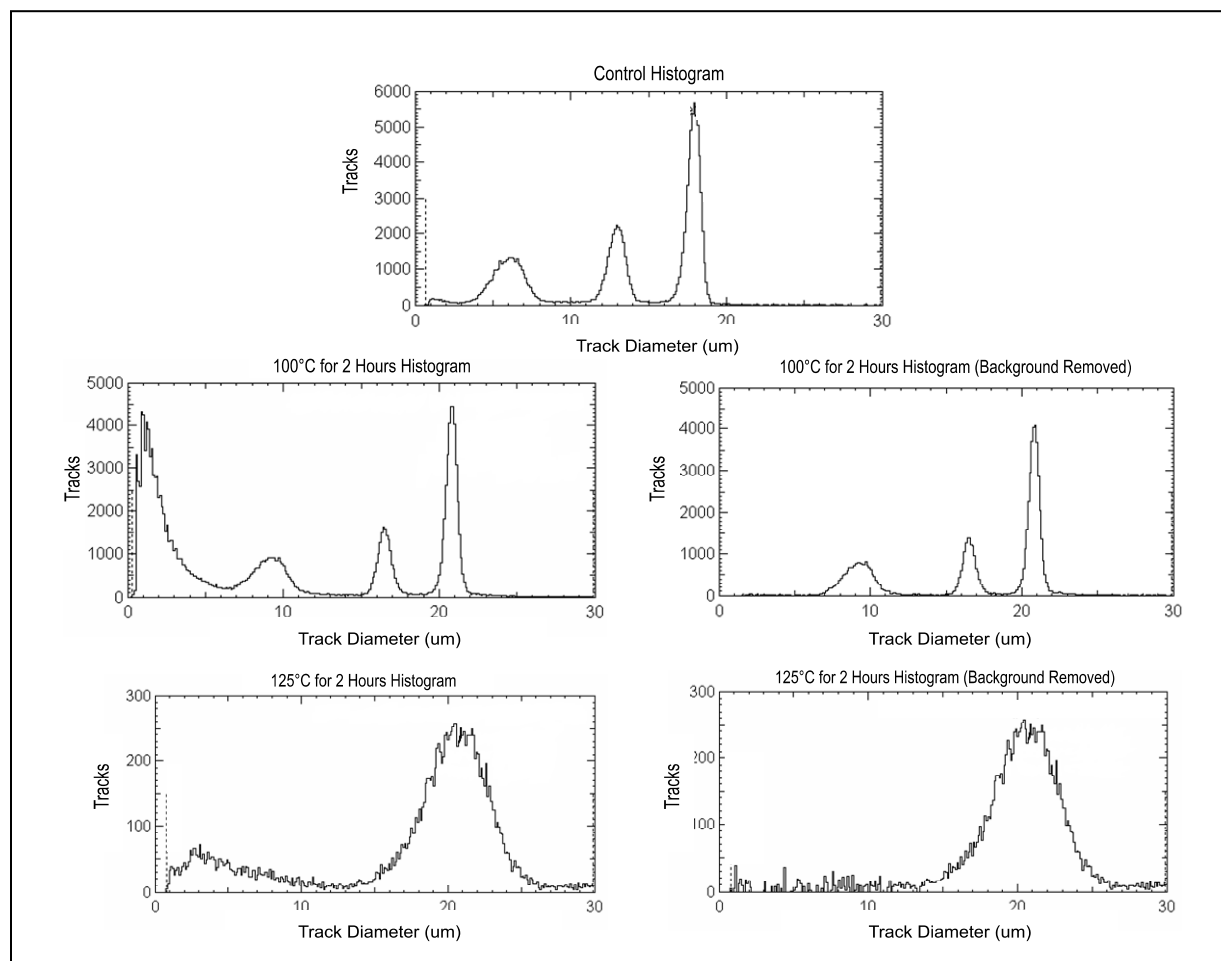 Control Histogram
6000
5000
4000
3000
2000
1000
0
0 10 20 30
Tracks
Track Diameter (um)
100°C for 2 Hours Histogram
5000
4000
3000
2000
1000
0
0 10 20 30
Tracks
Track Diameter (um)
100°C for 2 Hours Histogram (Background Removed)
5000
4000
3000
2000
1000
0
0 10 20 30
Tracks
Track Diameter (um)
125°C for 2 Hours Histogram
300
200
100
0
0 10 20 30
Tracks
Track Diameter (um)
125°C for 2 Hours Histogram (Background Removed)
300
200
100
0
0 10 20 30
Tracks
Track Diameter (um)